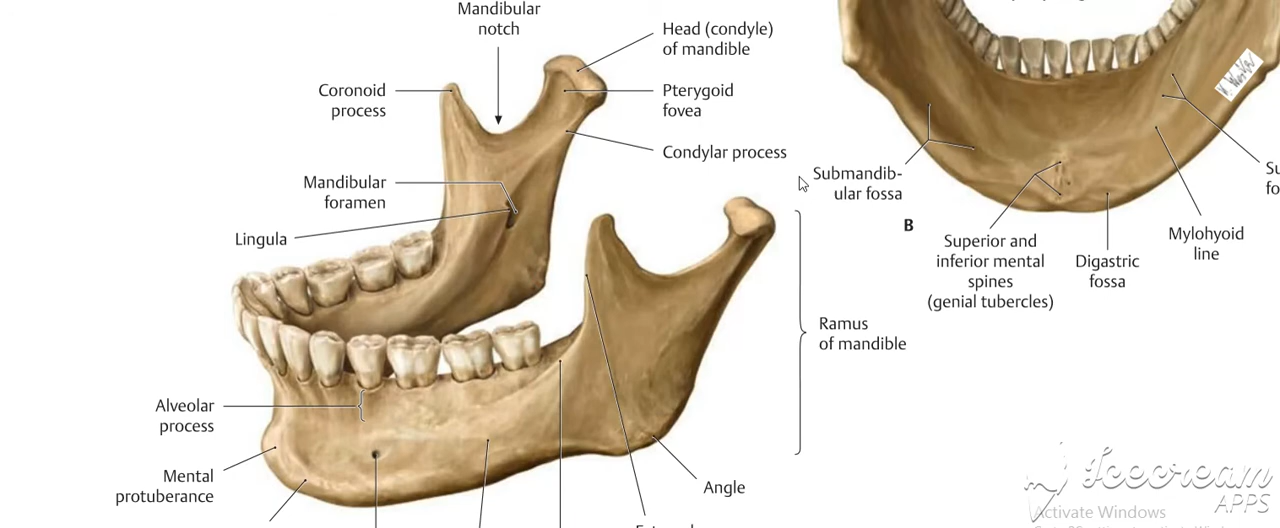 Mandibular
notch
Head (condyle)
of mandible
Coronoid
process
Pterygoid
fovea
Condylar process
Mandibular
foramen
Lingula
Ramus
of mandible
Alveolar
process
Mental
protuberance
Angle
Submandib-
ular fossa
B
Superior and
inferior mental
spines
(genial tubercles)
Digastric
fossa
Mylohyoid
line
Icecream
APPS
Activate Windows